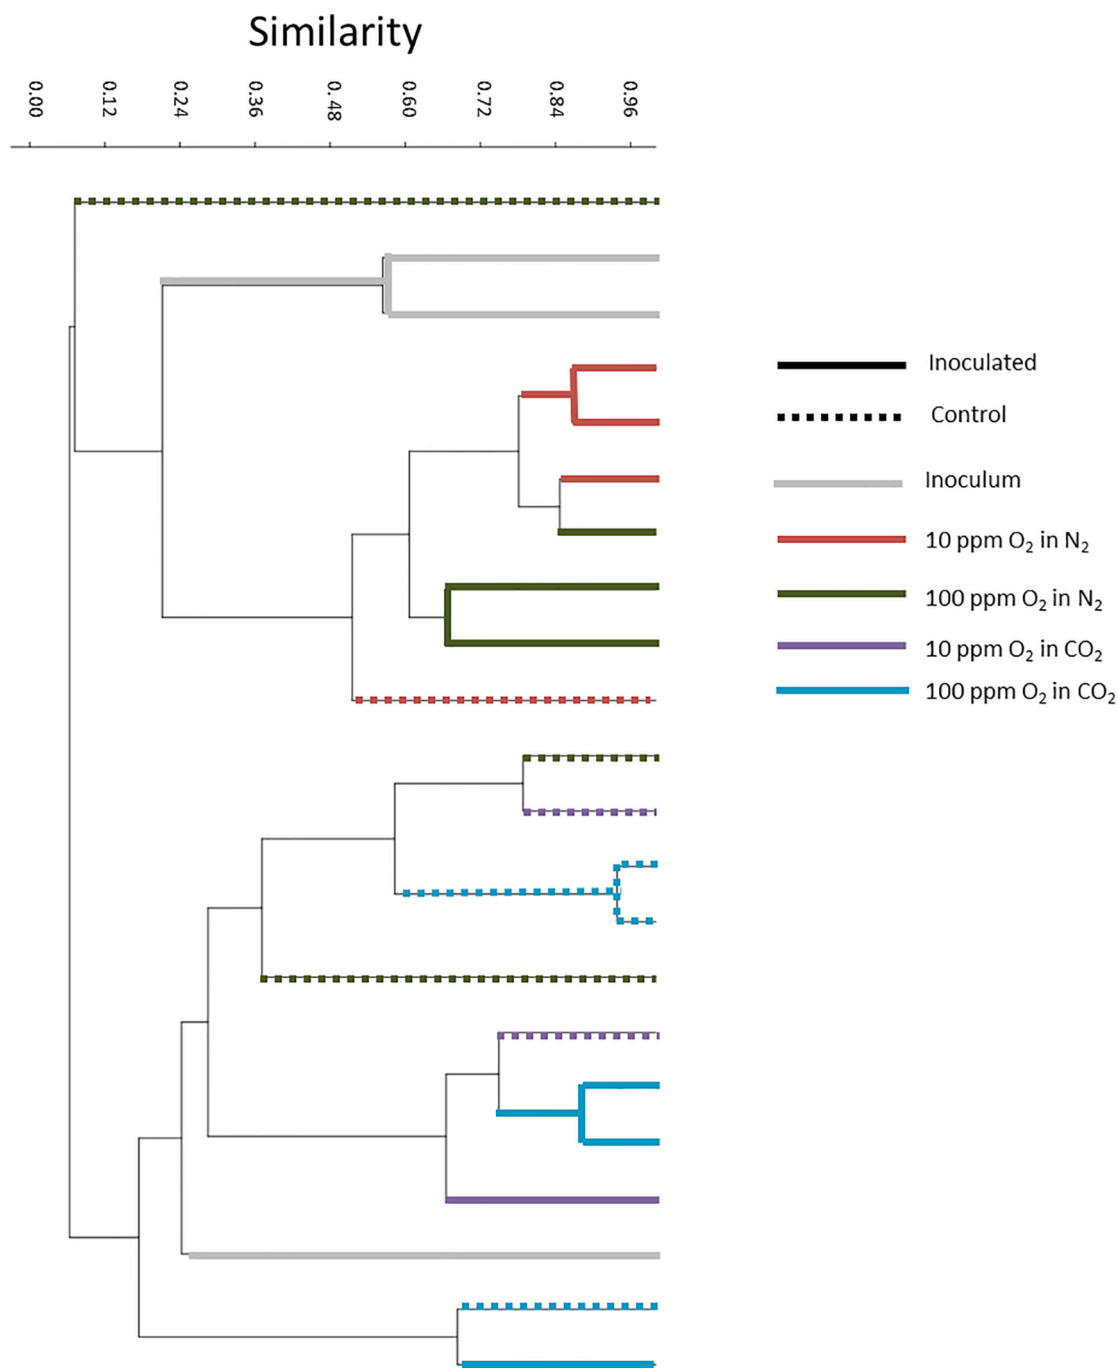 Similarity
0.00 0.12 0.24 0.36 0.48 0.60 0.72 0.84 0.96
Inoculated
Control
Inoculum
10 ppm O₂ in N₂
100 ppm O₂ in N₂
10 ppm O₂ in CO₂
100 ppm O₂ in CO₂